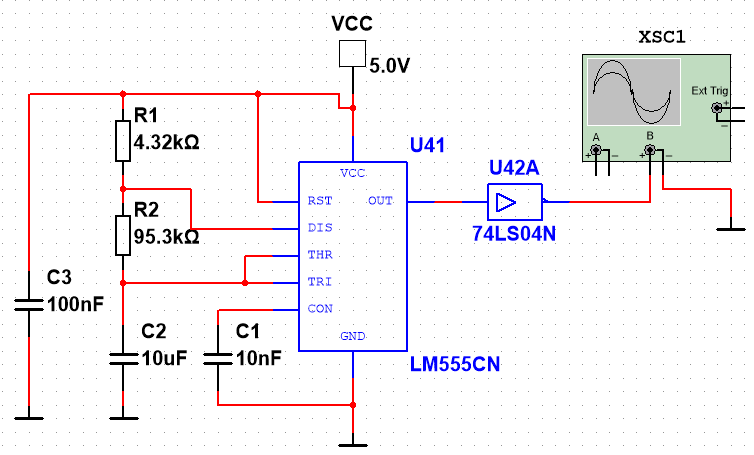 VCC
5.0V
XSC1
Ext Trig
+
−
A
B
+ −
+ −
R1
4.32kΩ
R2
95.3kΩ
C3
100nF
C2
10uF
C1
10nF
U41
VCC
RST
OUT
DIS
THR
TRI
CON
GND
LM555CN
U42A
74LS04N